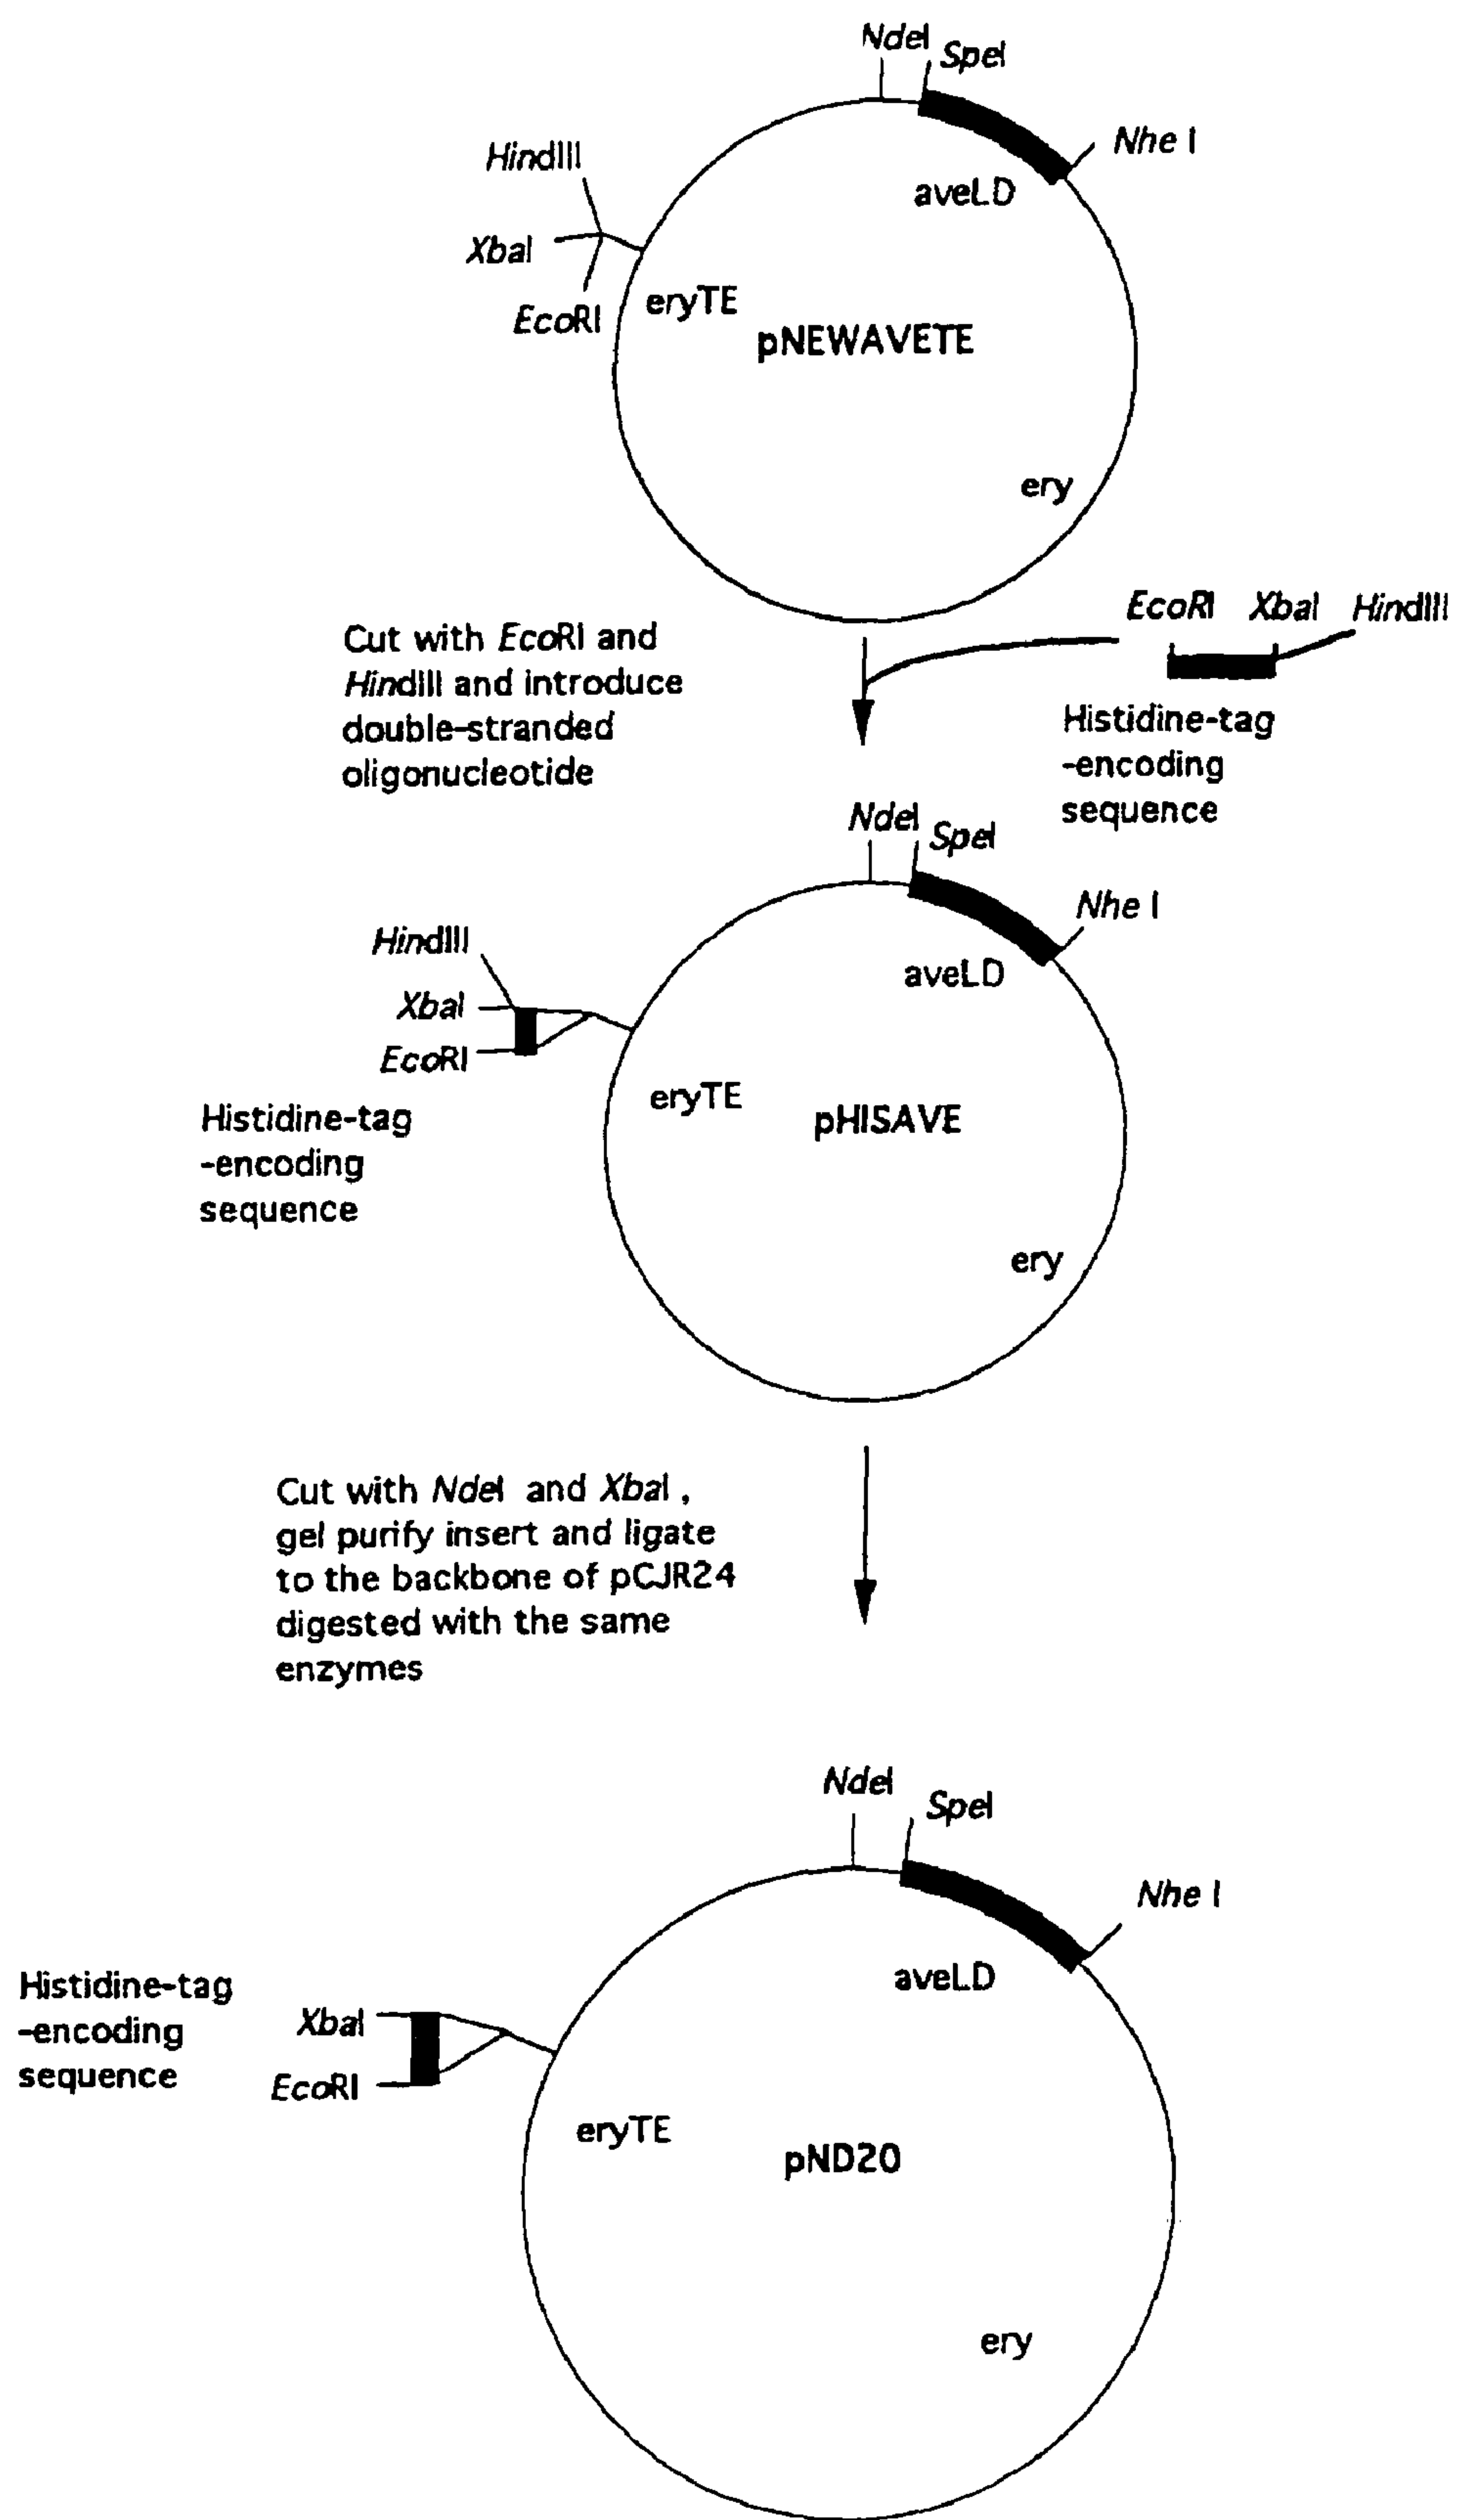 NdeI SpeI
Nhe I
HindIII
aveLD
XbaI
eryTE
EcoRI
pNEWAVETE
ery
EcoRI XbaI HindIII
Cut with EcoRI and
HindIII and introduce
double-stranded
oligonucleotide
Histidine-tag
-encoding
sequence
NdeI SpeI
Nhe I
HindIII
aveLD
XbaI
EcoRI
eryTE
pHISAVE
Histidine-tag
-encoding
sequence
ery
Cut with NdeI and XbaI ,
gel purify insert and ligate
to the backbone of pCJR24
digested with the same
enzymes
NdeI SpeI
Nhe I
aveLD
Histidine-tag
-encoding
sequence
XbaI
EcoRI
eryTE
pND20
ery